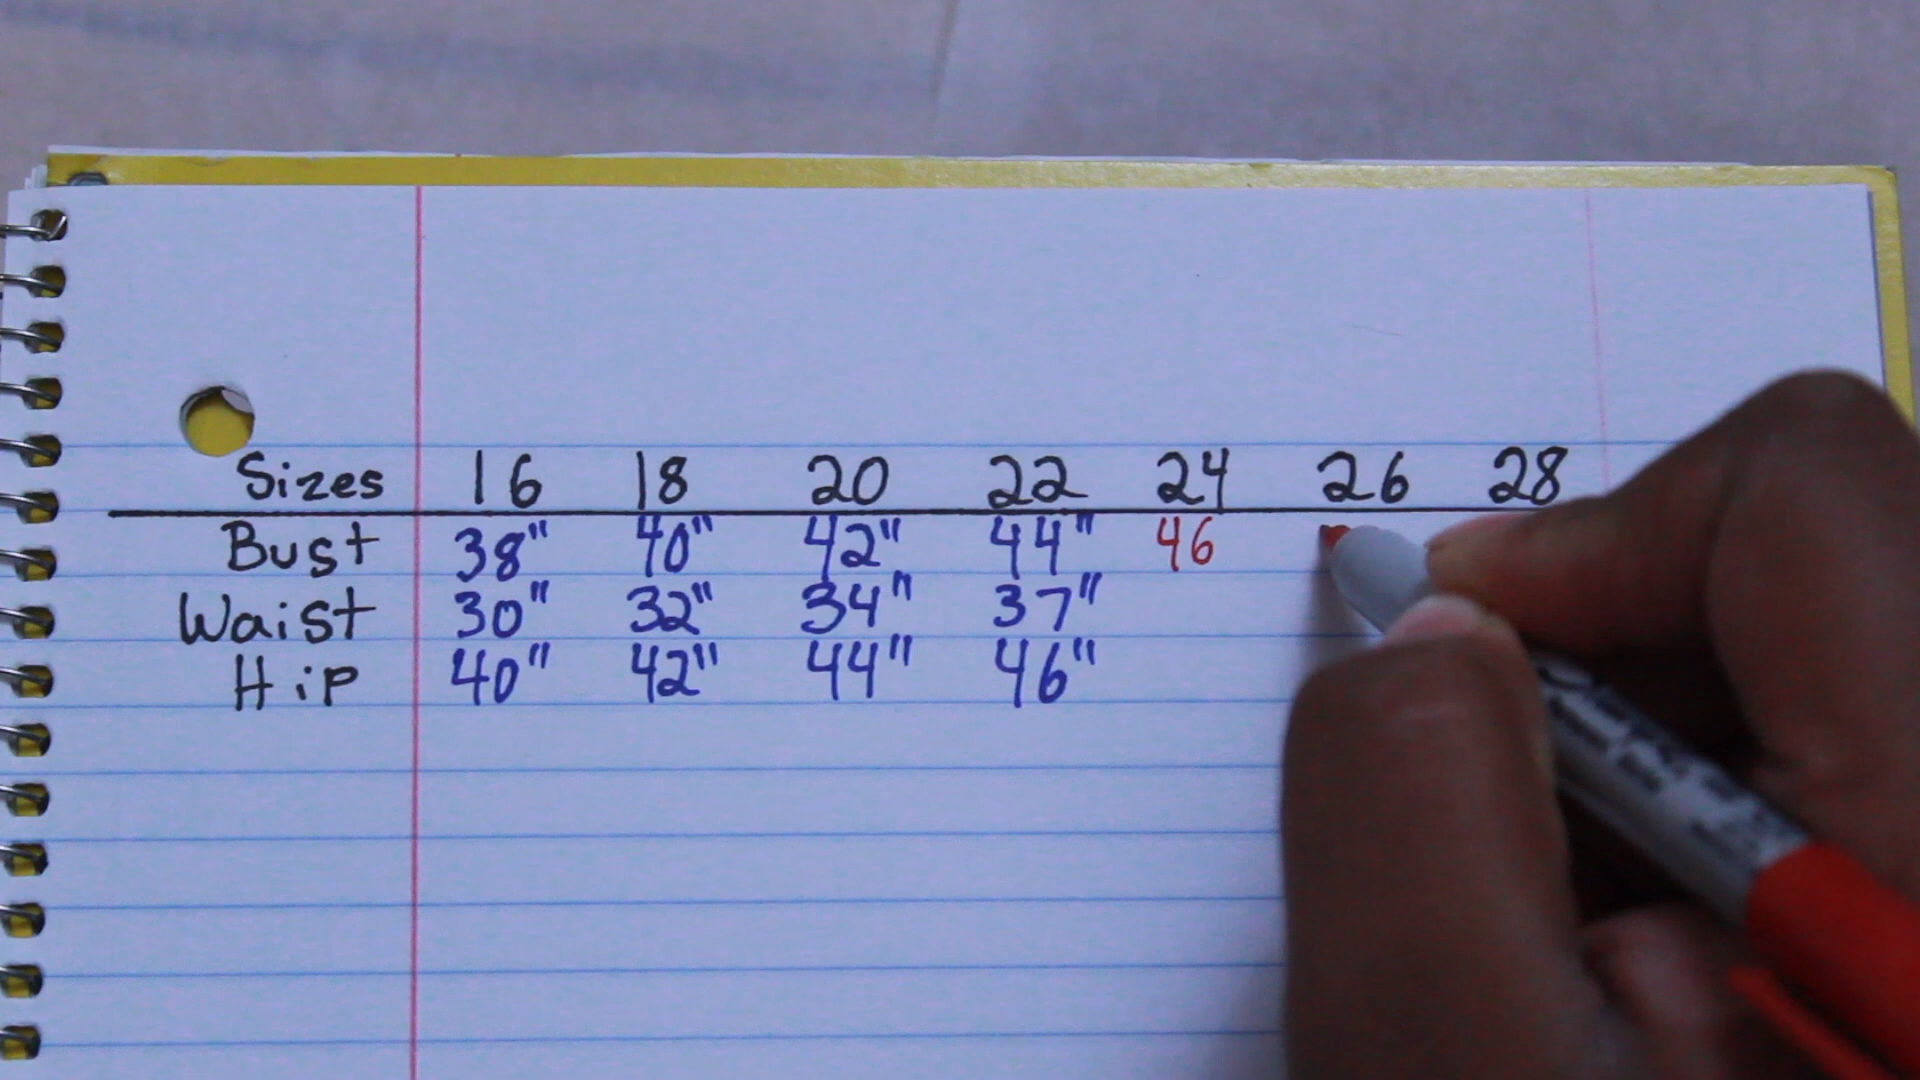 Sizes 16 18 20 22 24 26 28
Bust 38" 40" 42" 44" 46
Waist 30" 32" 34" 37"
Hip 40" 42" 44" 46"